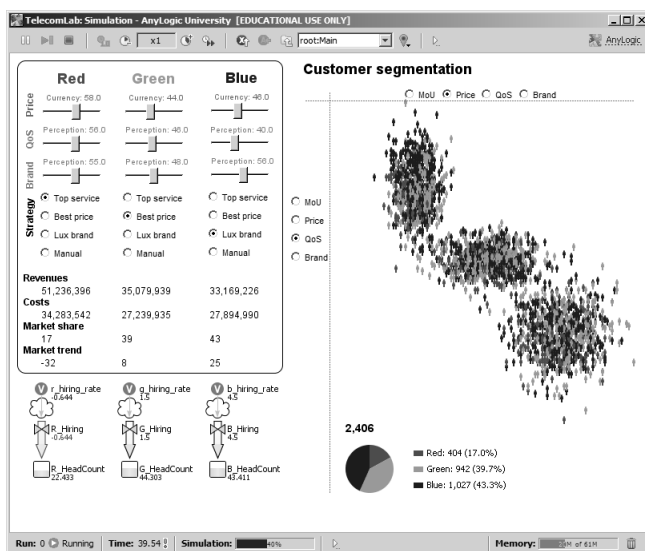 TelecomLab: Simulation - AnyLogic University [EDUCATIONAL USE ONLY]
x1
root:Main
AnyLogic
Red Green Blue
Price
Currency: 58.0 Currency: 44.0 Currency: 46.0
QoS
Perception: 56.0 Perception: 46.0 Perception: 40.0
Brand
Perception: 55.0 Perception: 48.0 Perception: 56.0
Strategy
Top service Top service Top service
Best price Best price Best price
Lux brand Lux brand Lux brand
Manual Manual Manual
Revenues
51,236,396 35,079,939 33,169,226
Costs
34,283,542 27,239,935 27,894,990
Market share
17 39 43
Market trend
-32 8 25
r_hiring_rate g_hiring_rate b_hiring_rate
-0.644 1.5 4.5
R_Hiring G_Hiring B_Hiring
-0.644 1.5 4.5
R_HeadCount G_HeadCount B_HeadCount
22.433 44.303 43.411
Customer segmentation
MoU Price QoS Brand
MoU
Price
QoS
Brand
2,406
Red: 404 (17.0%)
Green: 942 (39.7%)
Blue: 1,027 (43.3%)
Run: 0 Running Time: 39.54 Simulation: 40% Memory: of 61M